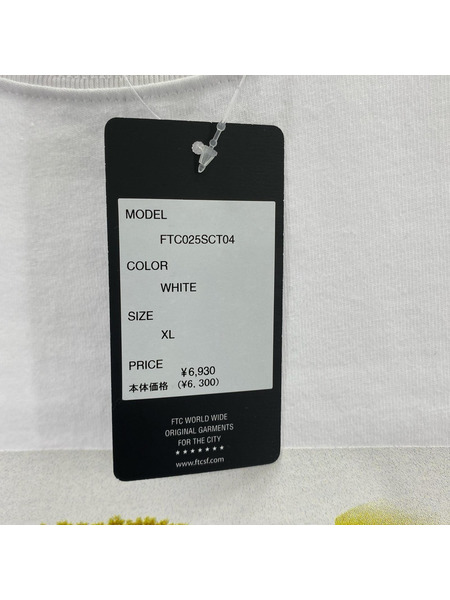 MODEL
FTC025SCT04
COLOR
WHITE
SIZE
XL
PRICE
¥6,930
本体価格 (¥6,300)
FTC WORLD WIDE
ORIGINAL GARMENTS
FOR THE CITY
★★★★★★★
www.ftcsf.com